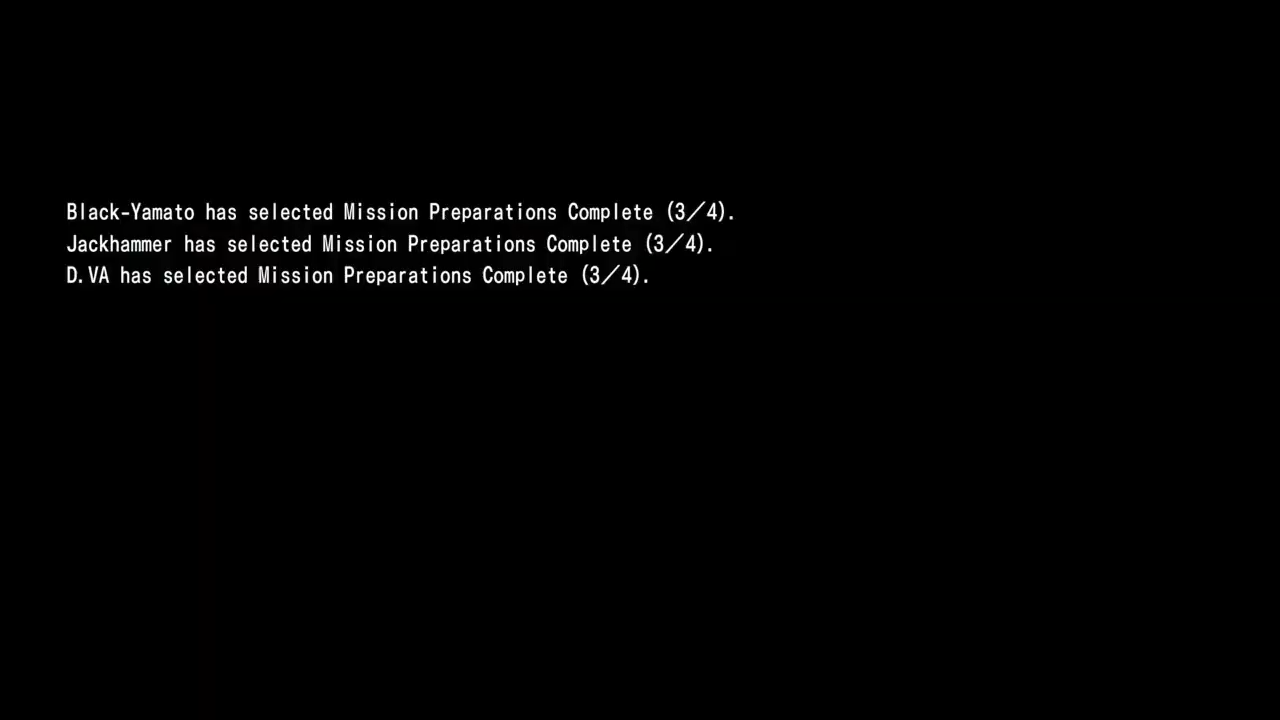 Black-Yamato has selected Mission Preparations Complete (3／4).
Jackhammer has selected Mission Preparations Complete (3／4).
D.VA has selected Mission Preparations Complete (3／4).